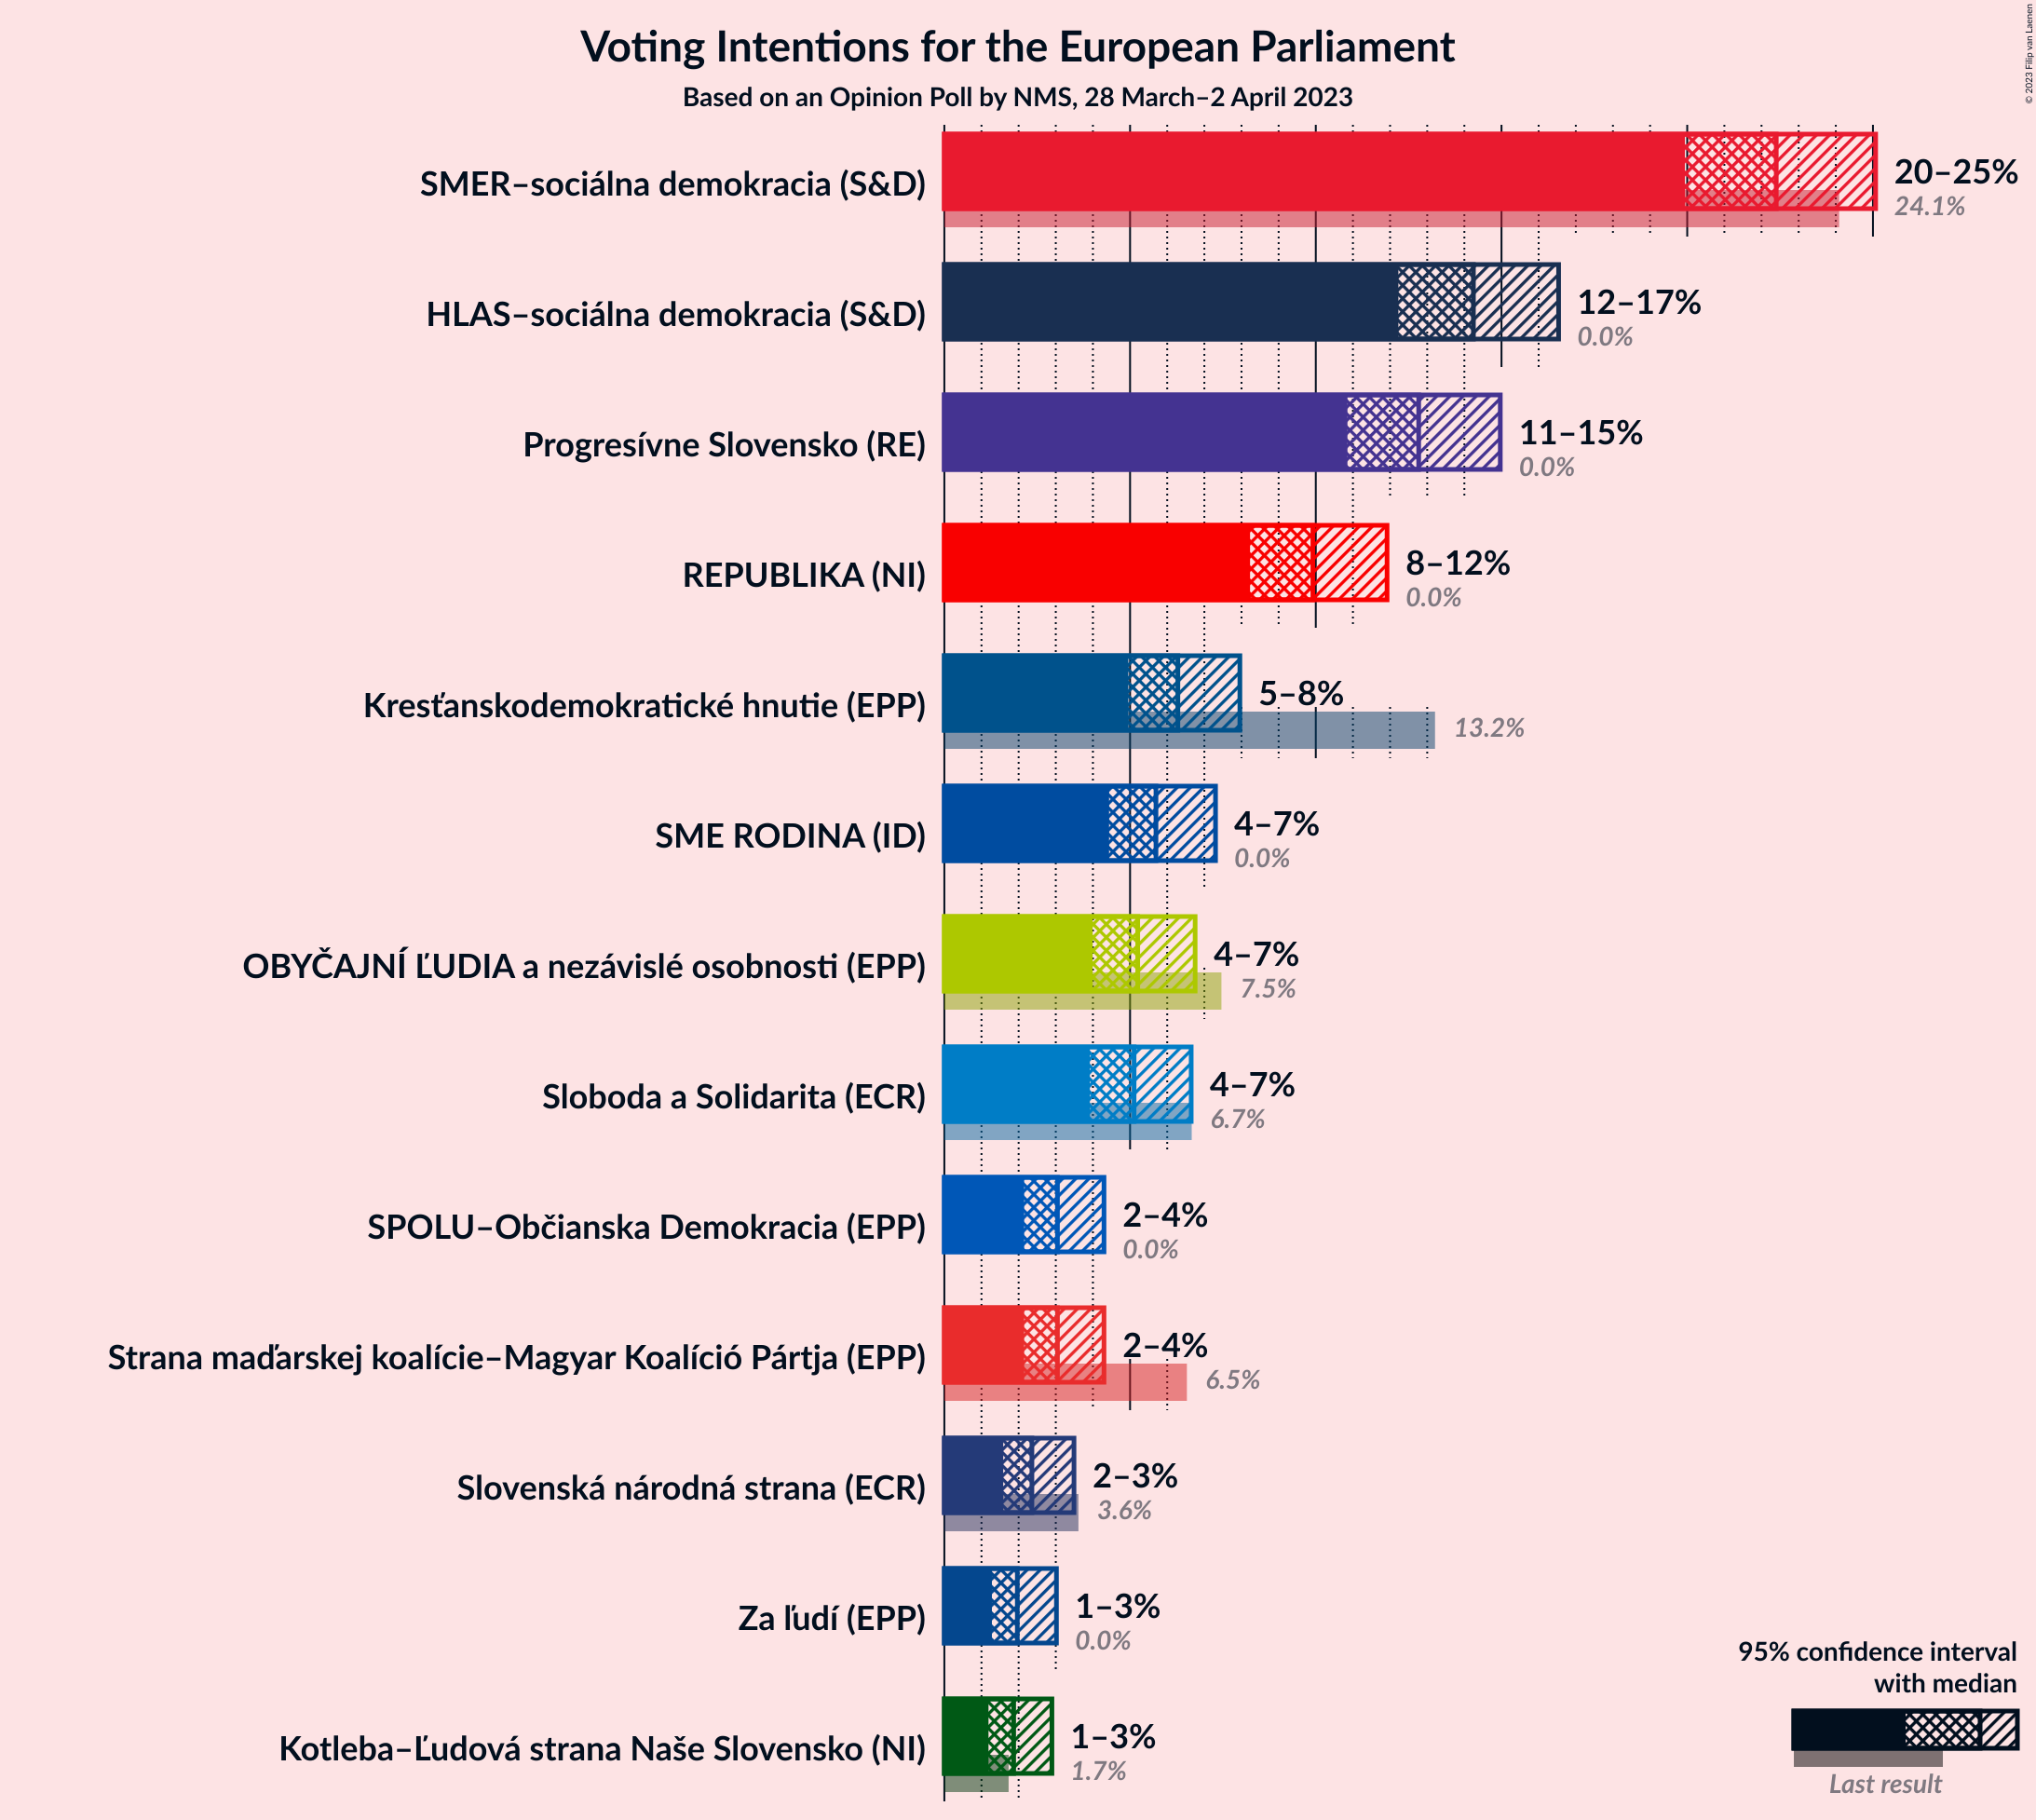 Voting Intentions for the European Parliament
Based on an Opinion Poll by NMS, 28 March–2 April 2023
© 2023 Filip van Laenen
SMER–sociálna demokracia (S&D)
20–25%
24.1%
HLAS–sociálna demokracia (S&D)
12–17%
0.0%
Progresívne Slovensko (RE)
11–15%
0.0%
REPUBLIKA (NI)
8–12%
0.0%
Kresťanskodemokratické hnutie (EPP)
5–8%
13.2%
SME RODINA (ID)
4–7%
0.0%
OBYČAJNÍ ĽUDIA a nezávislé osobnosti (EPP)
4–7%
7.5%
Sloboda a Solidarita (ECR)
4–7%
6.7%
SPOLU–Občianska Demokracia (EPP)
2–4%
0.0%
Strana maďarskej koalície–Magyar Koalíció Pártja (EPP)
2–4%
6.5%
Slovenská národná strana (ECR)
2–3%
3.6%
Za ľudí (EPP)
1–3%
0.0%
Kotleba–Ľudová strana Naše Slovensko (NI)
1–3%
1.7%
95% confidence interval
with median
Last result